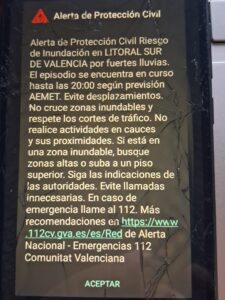 Alerta de Protección Civil
Alerta de Protección Civil Riesgo
de Inundación en LITORAL SUR
DE VALENCIA por fuertes lluvias.
El episodio se encuentra en curso
hasta las 20:00 según previsión
AEMET. Evite desplazamientos.
No cruce zonas inundables y
respete los cortes de tráfico. No
realice actividades en cauces
y sus proximidades. Si está en
una zona inundable, busque
zonas altas o suba a un piso
superior. Siga las indicaciones de
las autoridades. Evite llamadas
innecesarias. En caso de
emergencia llame al 112. Más
recomendaciones en https://www
.112cv.gva.es/es/Red de Alerta
Nacional - Emergencias 112
Comunitat Valenciana
ACEPTAR